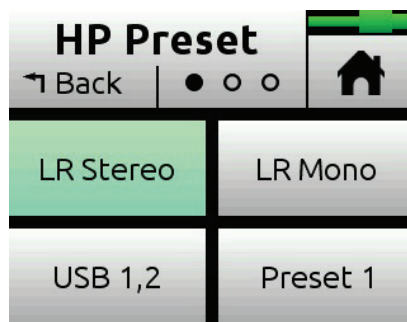 HP Preset
Back
LR Stereo
LR Mono
USB 1,2
Preset 1